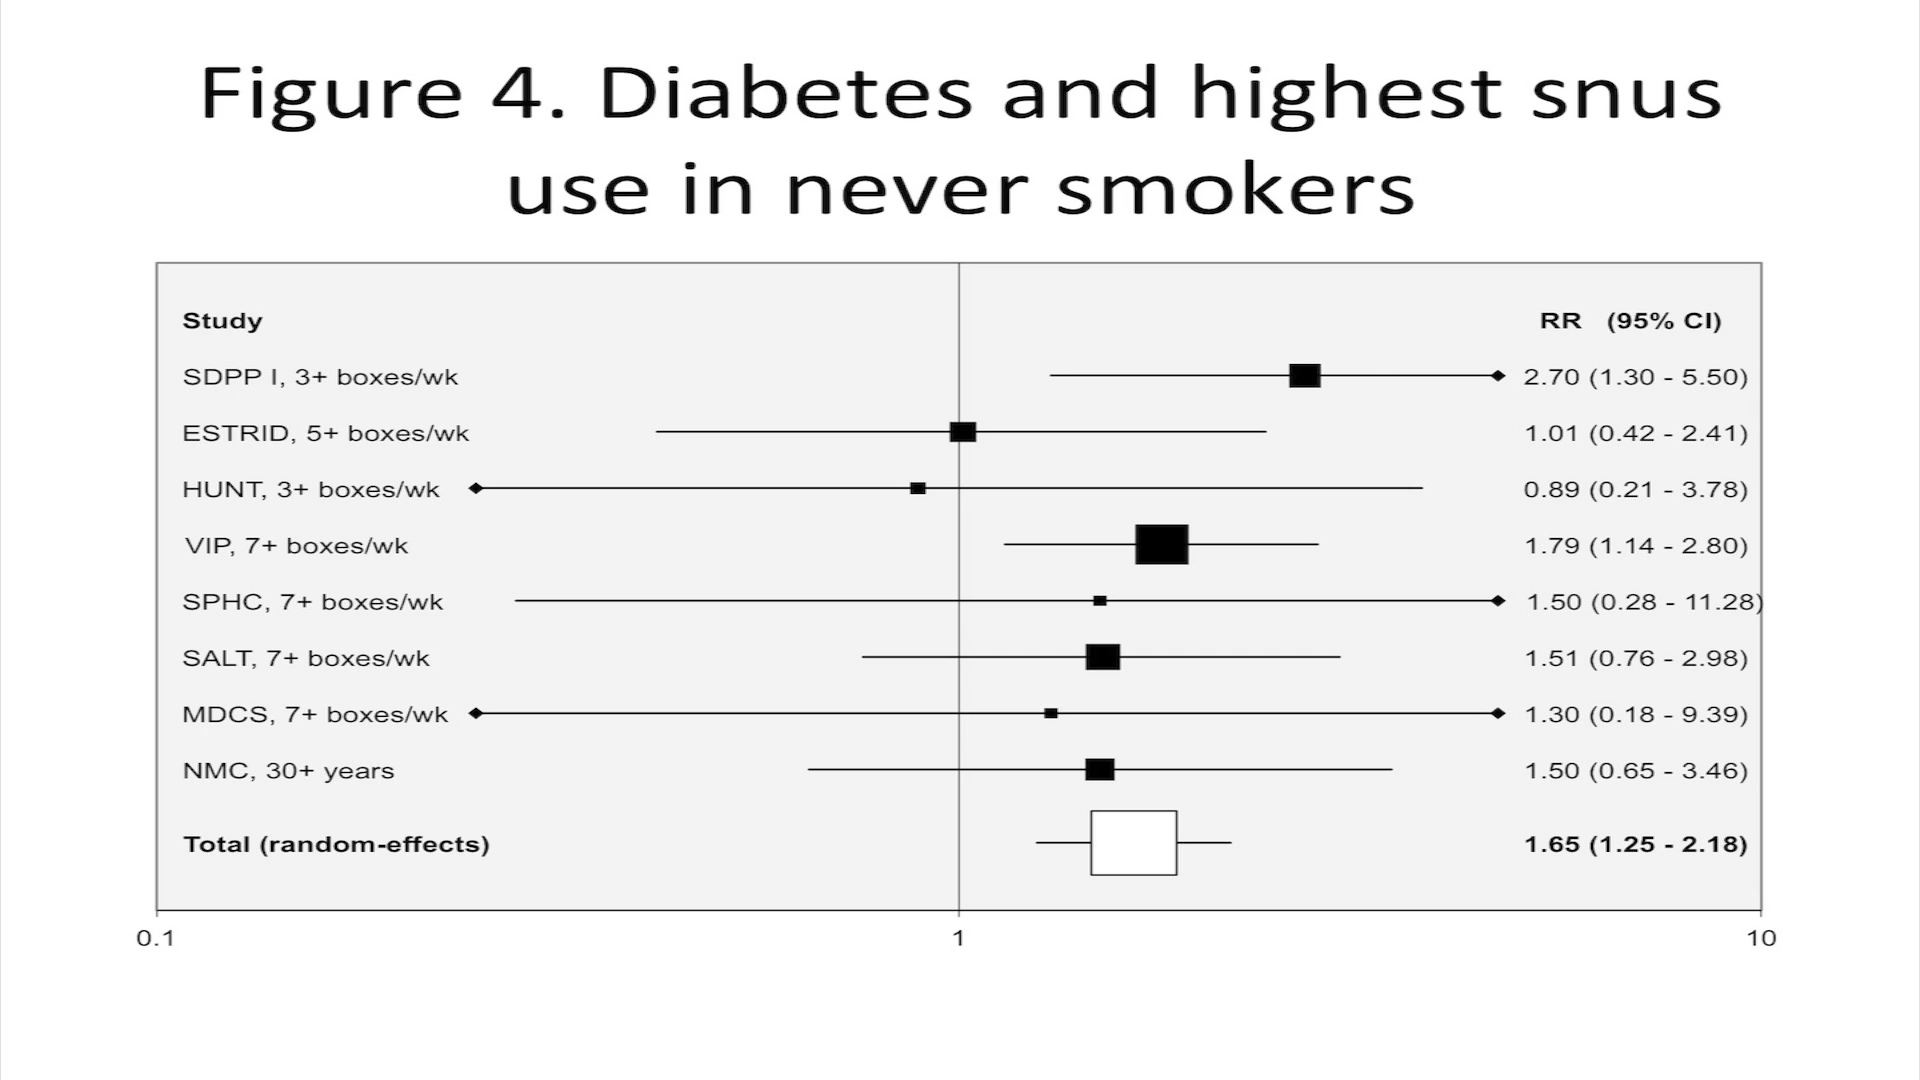 Figure 4. Diabetes and highest snus
use in never smokers
Study RR (95% CI)
SDPP I, 3+ boxes/wk 2.70 (1.30 - 5.50)
ESTRID, 5+ boxes/wk 1.01 (0.42 - 2.41)
HUNT, 3+ boxes/wk 0.89 (0.21 - 3.78)
VIP, 7+ boxes/wk 1.79 (1.14 - 2.80)
SPHC, 7+ boxes/wk 1.50 (0.28 - 11.28)
SALT, 7+ boxes/wk 1.51 (0.76 - 2.98)
MDCS, 7+ boxes/wk 1.30 (0.18 - 9.39)
NMC, 30+ years 1.50 (0.65 - 3.46)
Total (random-effects) 1.65 (1.25 - 2.18)
0.1 1 10